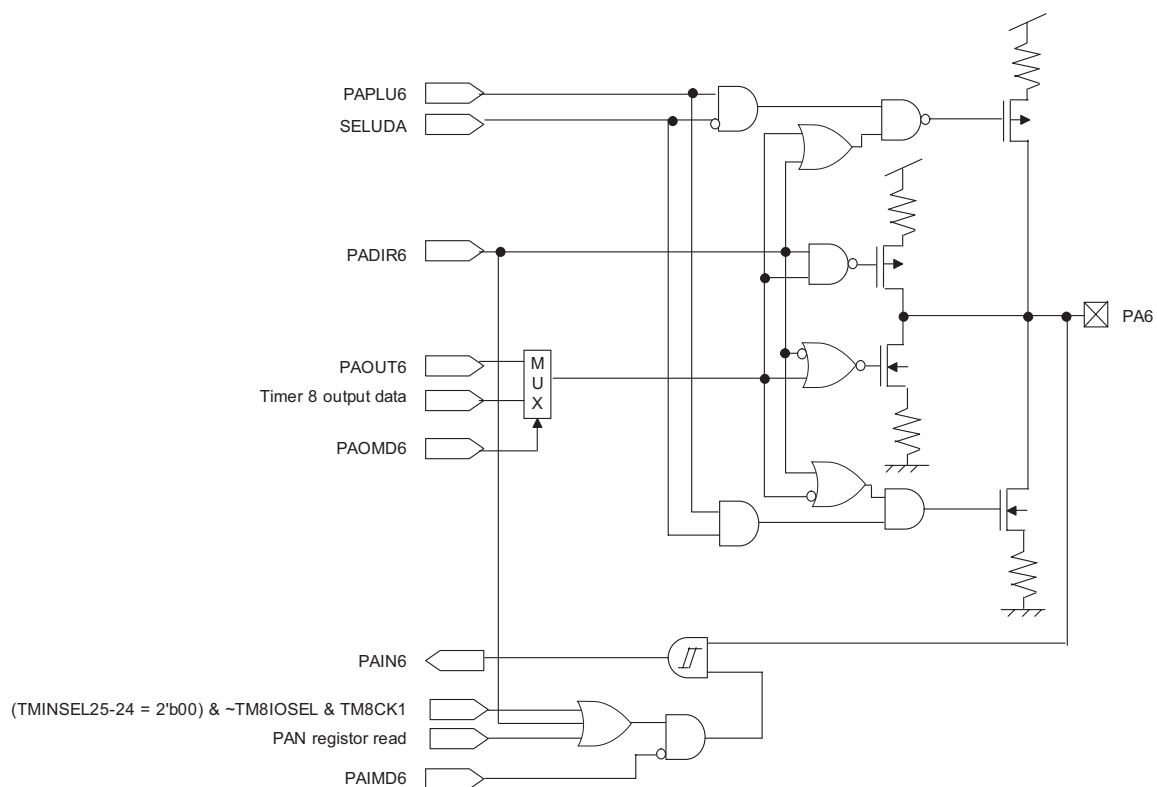 PAPLU6
SELUDA
PADIR6
PAOUT6
Timer 8 output data
PAOMD6
M
U
X
PA6
PAIN6
(TMINSEL25-24 = 2'b00) & ~TM8IOSEL & TM8CK1
PAN registor read
PAIMD6